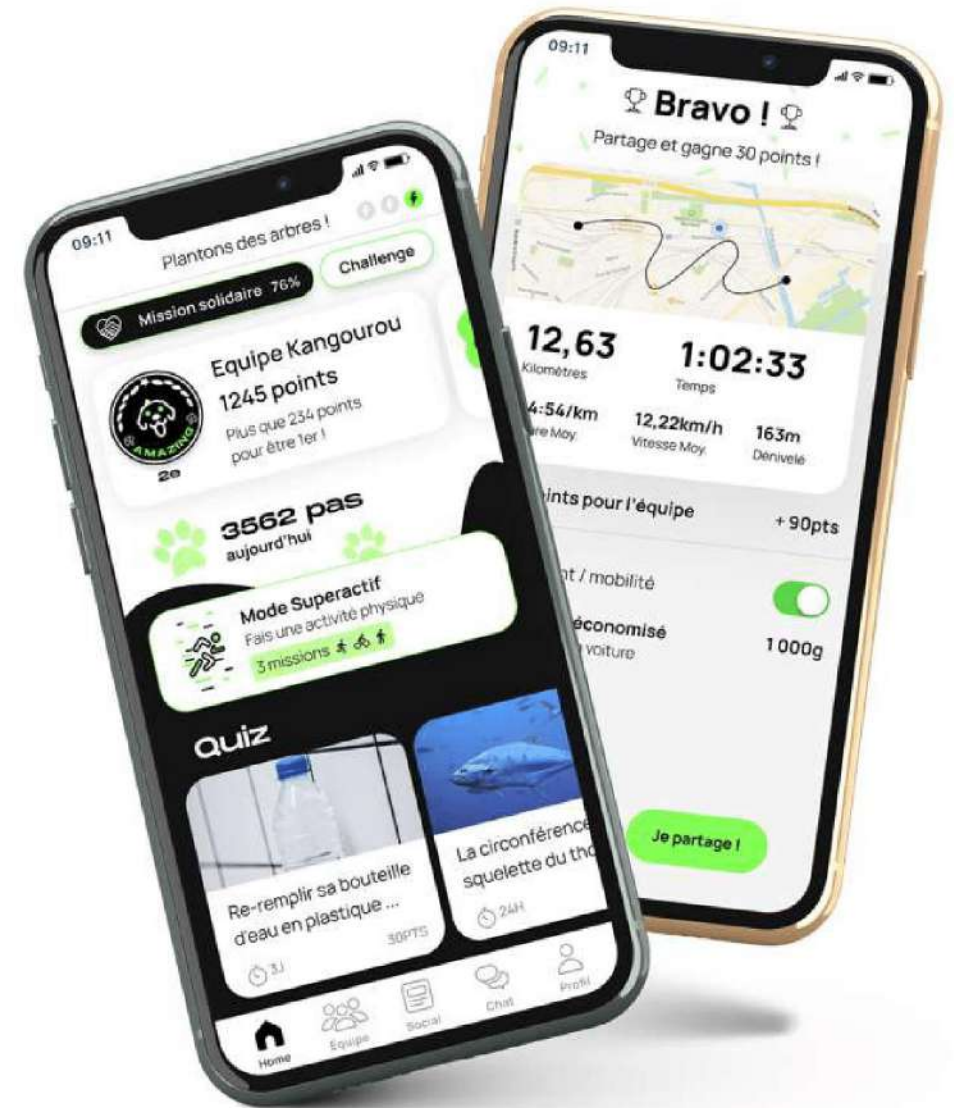 09:11
Plantons des arbres !
Mission solidaire 76%
Challenge
Equipe Kangourou
1245 points
Plus que 234 points
pour être 1er !
AMAZING
2e
3562 pas
aujourd'hui
Mode Superactif
Fais une activité physique
3 missions
Quiz
Re-remplir sa bouteille
d'eau en plastique ...
3J
30PTS
La circonférence
squelette du tho
24H
Home
Equipe
Social
Chat
Profil
09:11
Bravo !
Partage et gagne 30 points !
12,63
Kilomètres
1:02:33
Temps
4:54/km
Moy.
12,22km/h
Vitesse Moy.
163m
Dénivelé
ints pour l'équipe
+ 90pts
nt / mobilité
économisé
voiture
1 000g
Je partage !